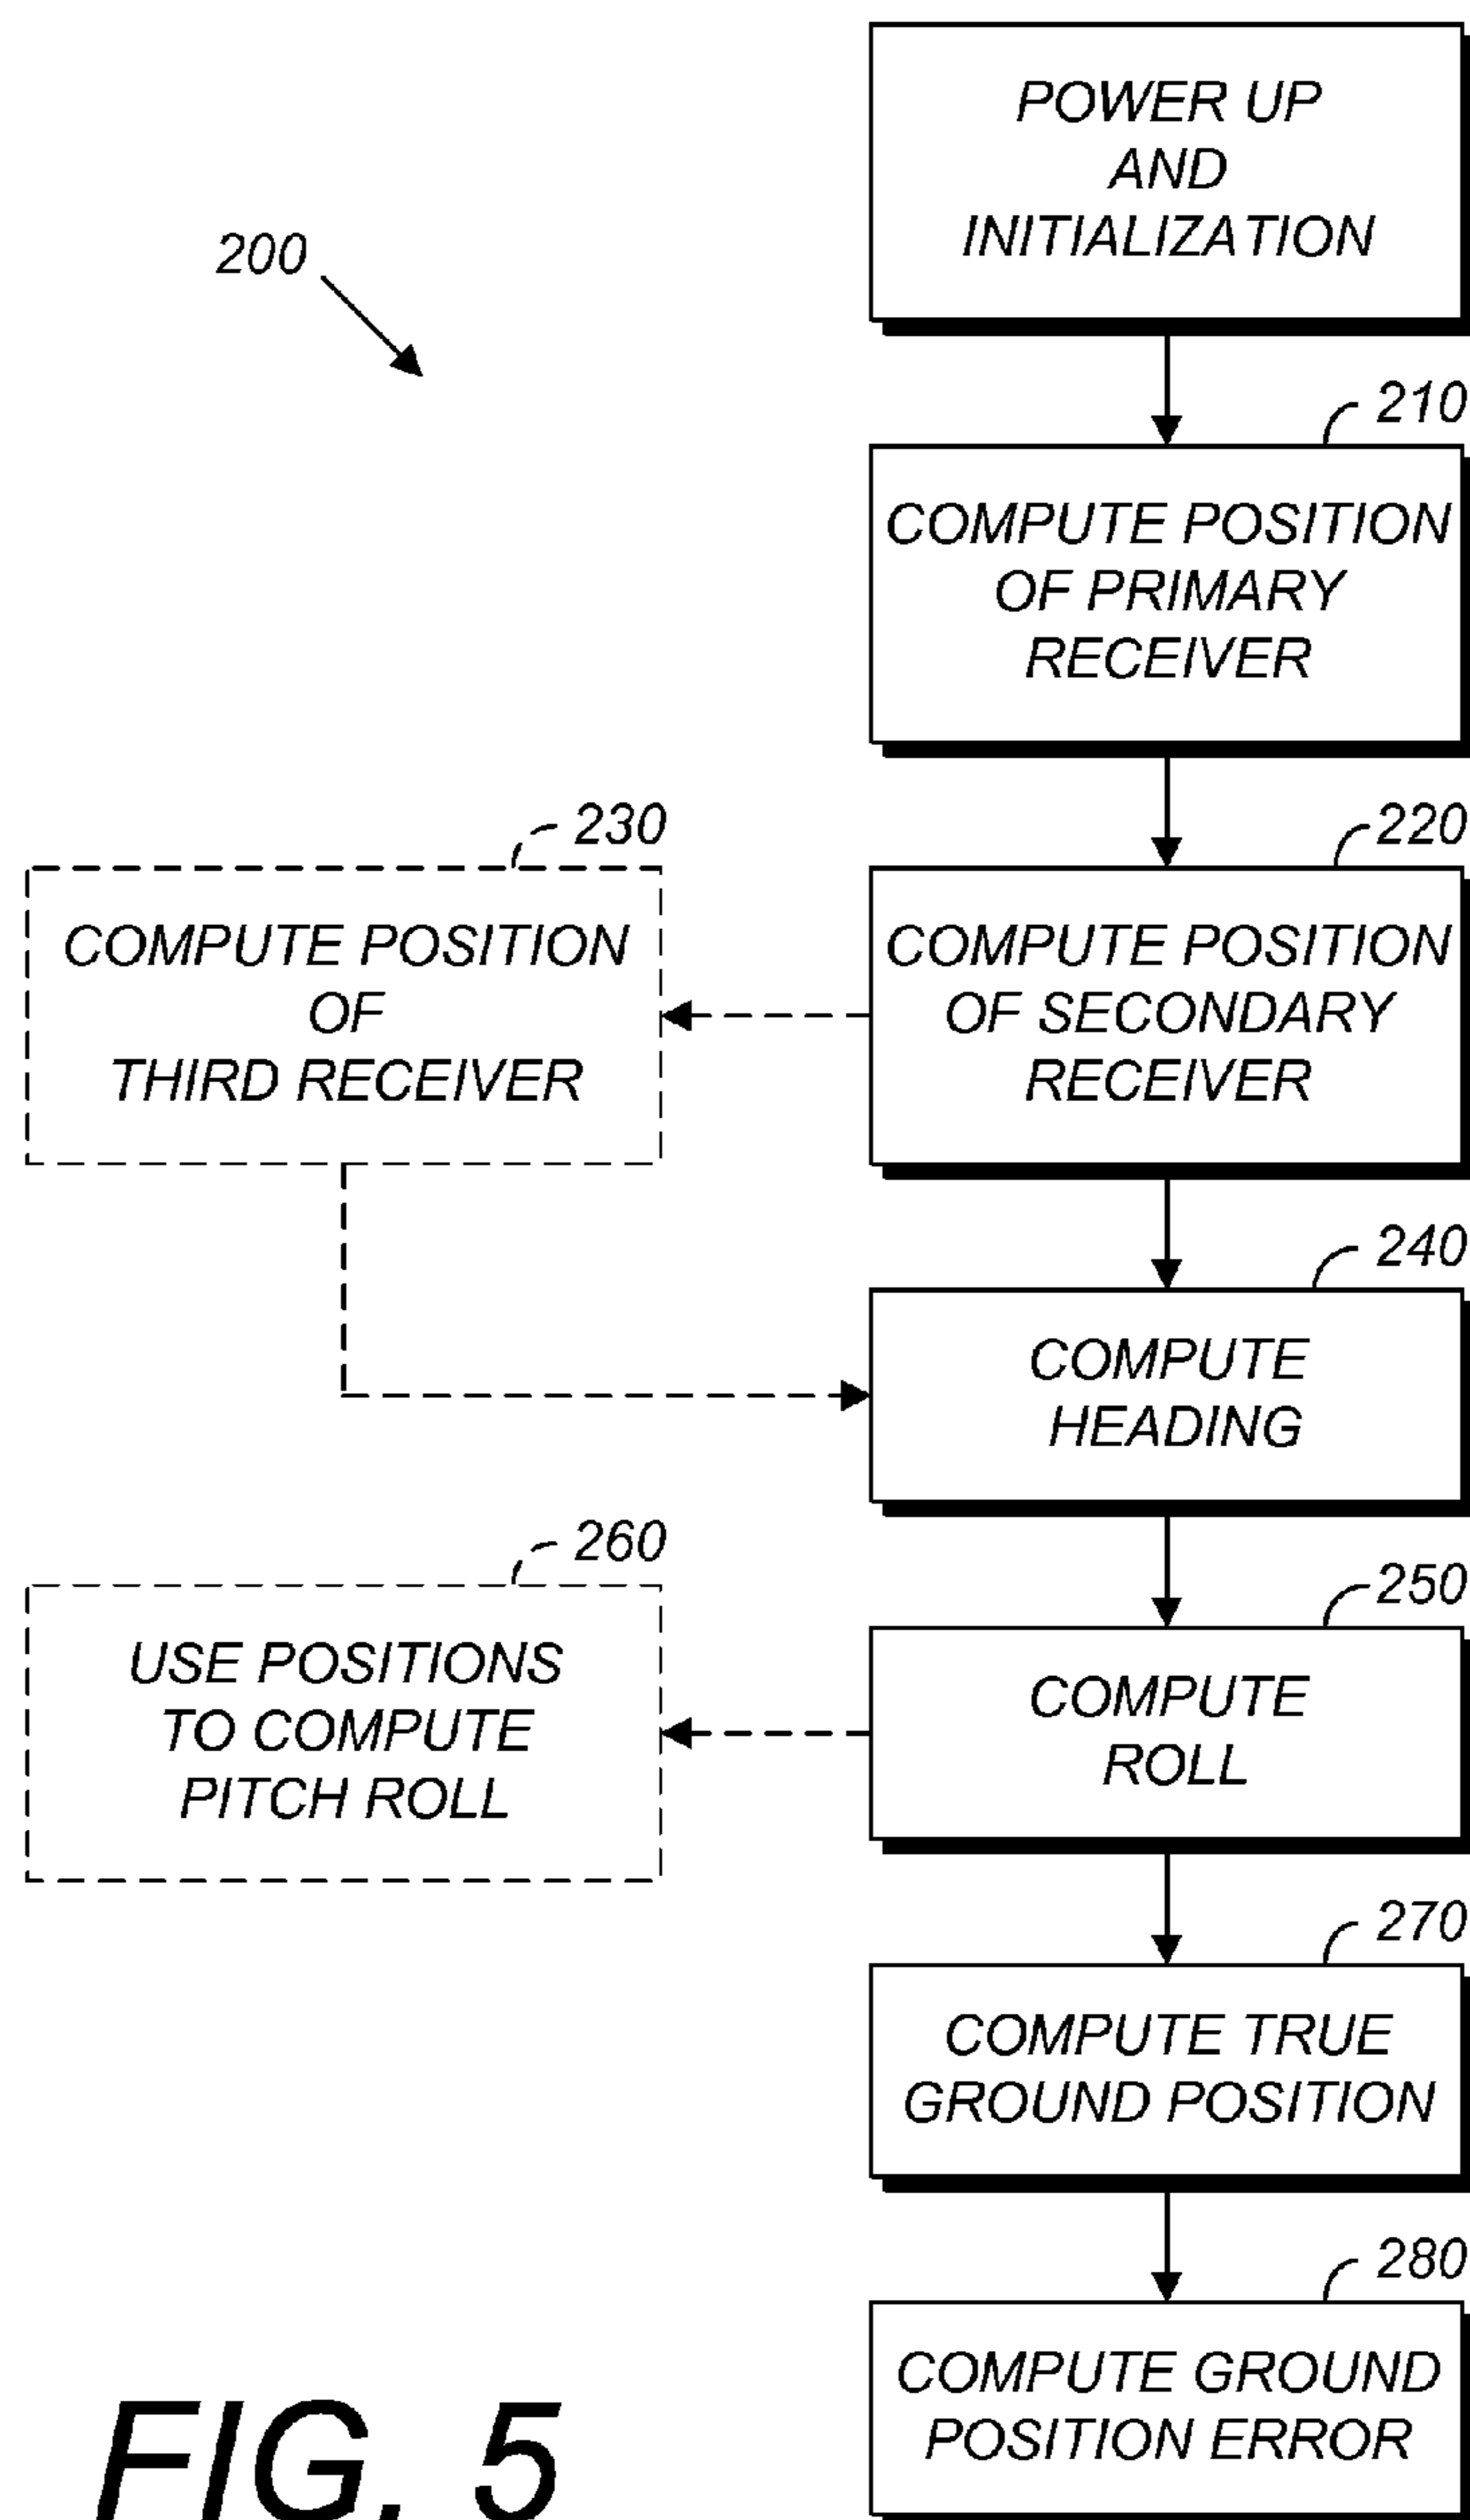 POWER UP
AND
INITIALIZATION
200
210
COMPUTE POSITION
OF PRIMARY
RECEIVER
230
COMPUTE POSITION
OF
THIRD RECEIVER
220
COMPUTE POSITION
OF SECONDARY
RECEIVER
240
COMPUTE
HEADING
260
USE POSITIONS
TO COMPUTE
PITCH ROLL
250
COMPUTE
ROLL
270
COMPUTE TRUE
GROUND POSITION
280
COMPUTE GROUND
POSITION ERROR
FIG. 5